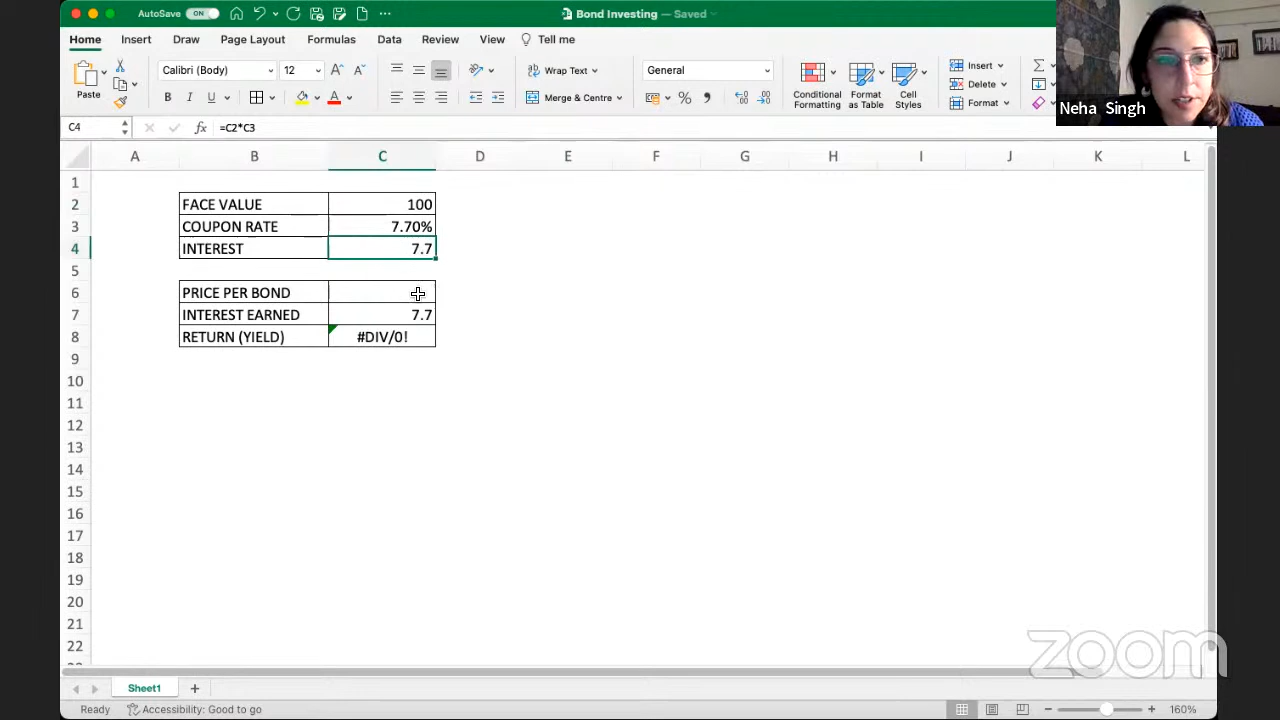 AutoSave ON ... Bond Investing — Saved
Home Insert Draw Page Layout Formulas Data Review View Tell me
Paste Calibri (Body) 12 A A Wrap Text General Conditional Formatting Format as Table Cell Styles Insert
B I U A Merge & Centre % Delete
Format
Neha Singh
C4 fx =C2*C3
A B C D E F G H I J K L
1
2 FACE VALUE 100
3 COUPON RATE 7.70%
4 INTEREST 7.7
5
6 PRICE PER BOND
7 INTEREST EARNED 7.7
8 RETURN (YIELD) #DIV/0!
9
10
11
12
13
14
15
16
17
18
19
20
21
22
zoom
Sheet1 +
Ready Accessibility: Good to go 160%